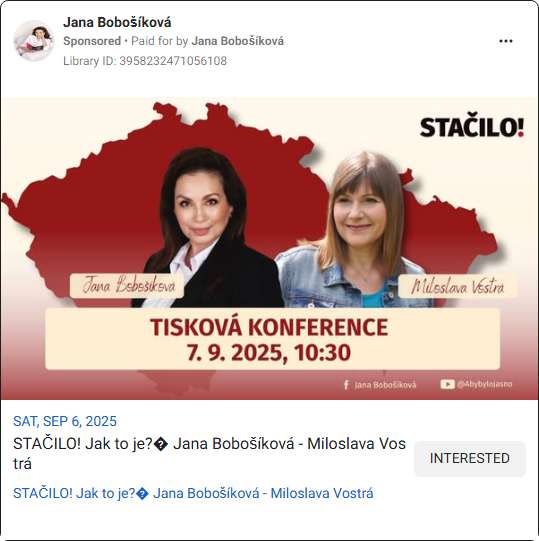 Jana Bobošíková
Sponsored • Paid for by Jana Bobošíková
Library ID: 3958232471056108
STAČILO!
Jana Bobošíková
Miloslava Vostrá
TISKOVÁ KONFERENCE
7. 9. 2025, 10:30
Jana Bobošíková
@Abybylojasno
SAT, SEP 6, 2025
STAČILO! Jak to je?� Jana Bobošíková - Miloslava Vos
trá
INTERESTED
STAČILO! Jak to je?� Jana Bobošíková - Miloslava Vostrá